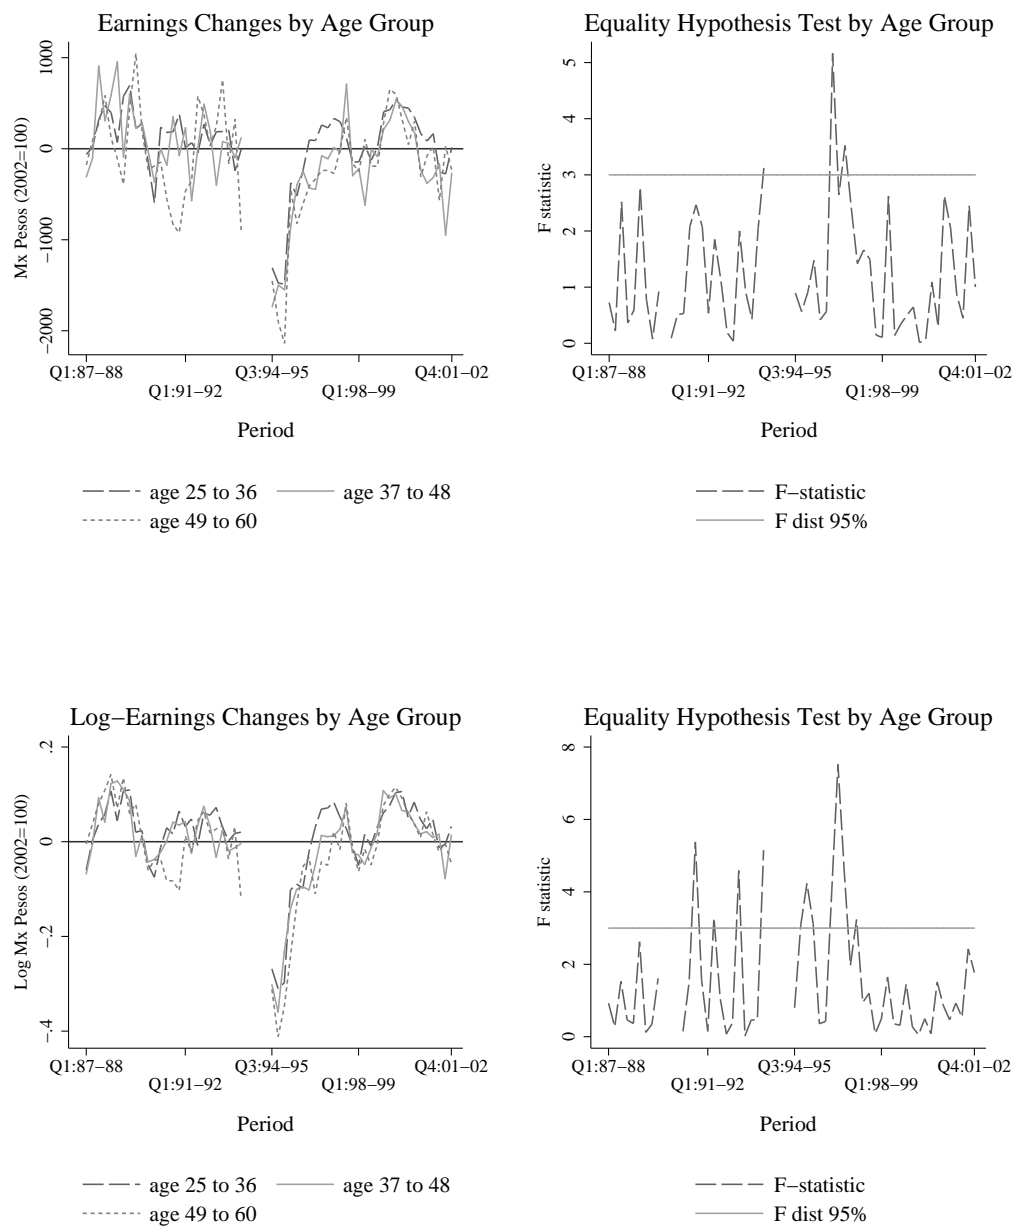 Earnings Changes by Age Group
Mx Pesos (2002=100)
1000
0
−1000
−2000
Q1:87−88
Q3:94−95
Q4:01−02
Q1:91−92
Q1:98−99
Period
age 25 to 36
age 37 to 48
age 49 to 60
Equality Hypothesis Test by Age Group
F statistic
5
4
3
2
1
0
Q1:87−88
Q3:94−95
Q4:01−02
Q1:91−92
Q1:98−99
Period
F−statistic
F dist 95%
Log−Earnings Changes by Age Group
Log Mx Pesos (2002=100)
.2
0
−.2
−.4
Q1:87−88
Q3:94−95
Q4:01−02
Q1:91−92
Q1:98−99
Period
age 25 to 36
age 37 to 48
age 49 to 60
Equality Hypothesis Test by Age Group
F statistic
8
6
4
2
0
Q1:87−88
Q3:94−95
Q4:01−02
Q1:91−92
Q1:98−99
Period
F−statistic
F dist 95%